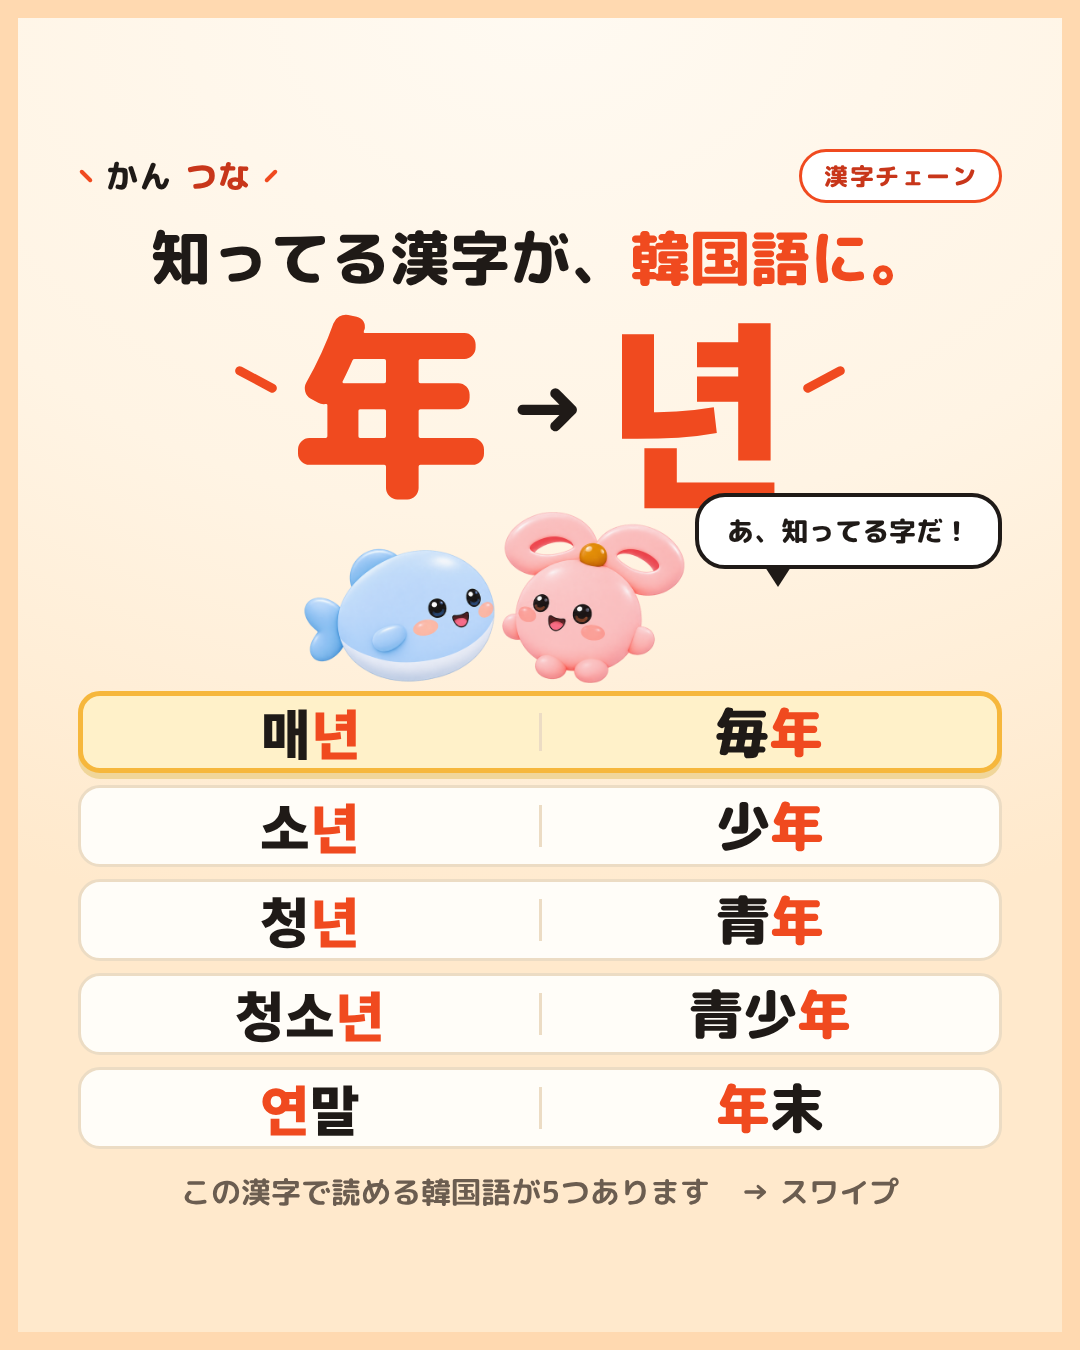 かん つな
漢字チェーン
知ってる漢字が、韓国語に。
年 → 년
あ、知ってる字だ！
매년 毎年
소년 少年
청년 青年
청소년 青少年
연말 年末
この漢字で読める韓国語が5つあります → スワイプ